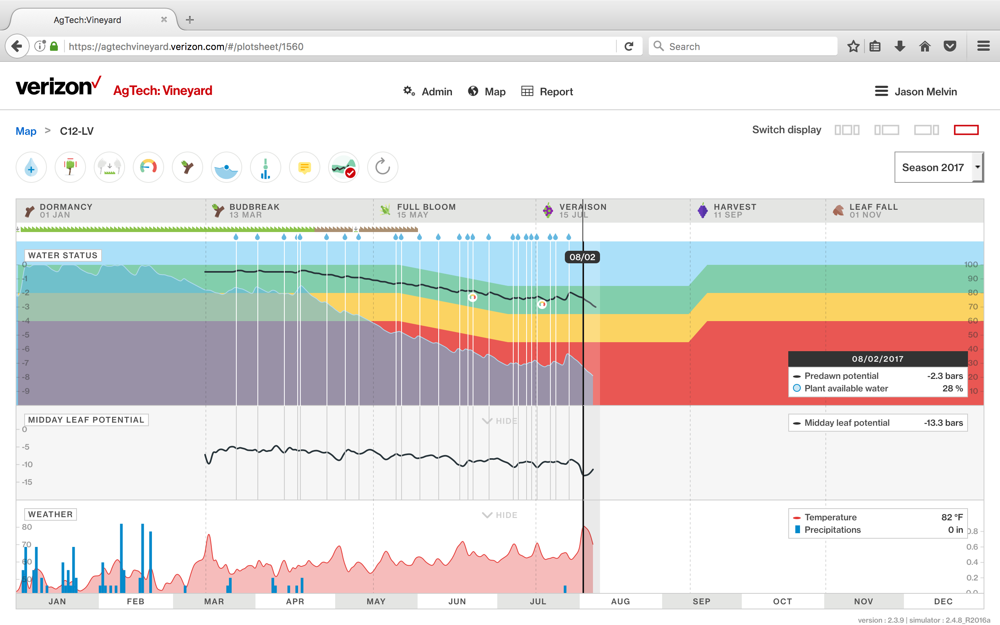 AgTech:Vineyard
https://agtechvineyard.verizon.com/#/plotsheet/1560
Search
verizon
AgTech: Vineyard
Admin
Map
Report
Jason Melvin
Map > C12-LV
Switch display
Season 2017
DORMANCY
01 JAN
BUDBREAK
13 MAR
FULL BLOOM
15 MAY
VERAISON
15 JUL
HARVEST
11 SEP
LEAF FALL
01 NOV
WATER STATUS
08/02
0
-1
-2
-3
-4
-5
-6
-7
-8
-9
100
90
80
70
60
50
40
30
20
10
08/02/2017
Predawn potential -2.3 bars
Plant available water 28 %
MIDDAY LEAF POTENTIAL
HIDE
Midday leaf potential -13.3 bars
0
-5
-10
-15
WEATHER
HIDE
Temperature 82 °F
Precipitations 0 in
80
70
60
50
0.8
0.6
0.4
0.2
0.0
JAN FEB MAR APR MAY JUN JUL AUG SEP OCT NOV DEC
version : 2.3.9 | simulator : 2.4.8_R2016a